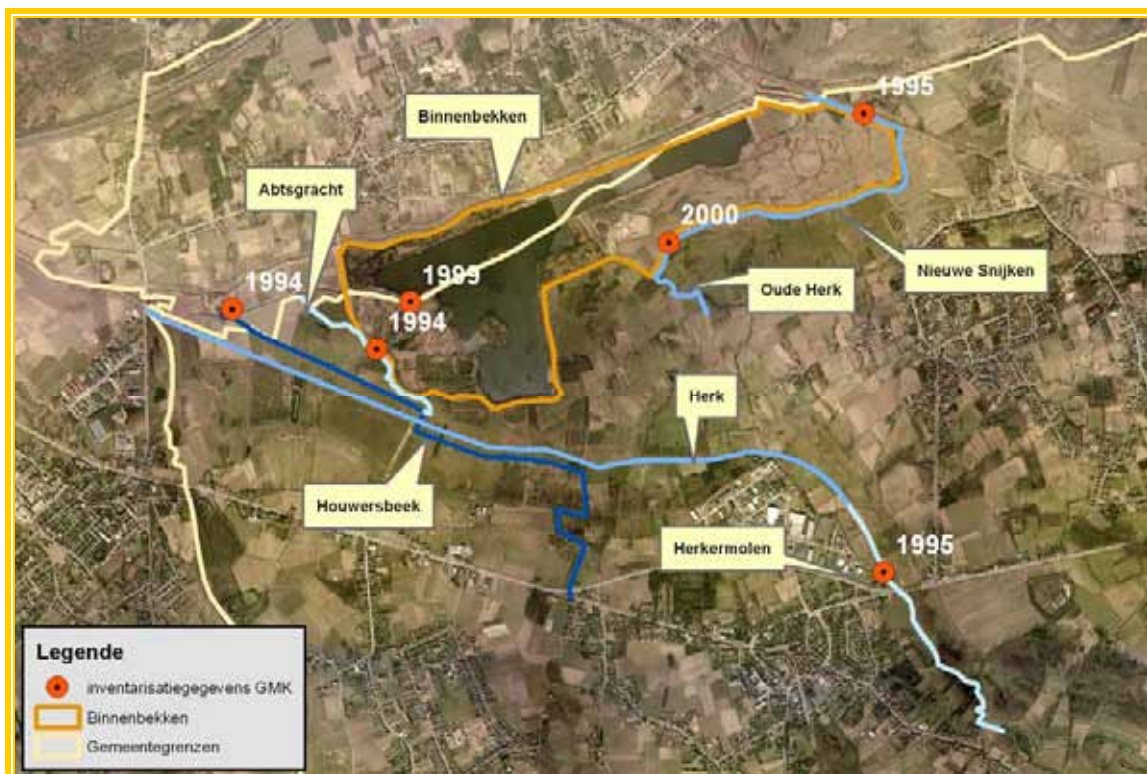 1995
Binnenbekken
Abtsgracht
2000
Nieuwe Snijken
1994
1999
Oude Herk
1994
Herk
Houwersbeek
Herkermolen
1995
Legende
inventarisatiegegevens GMK
Binnenbekken
Gemeentegrenzen